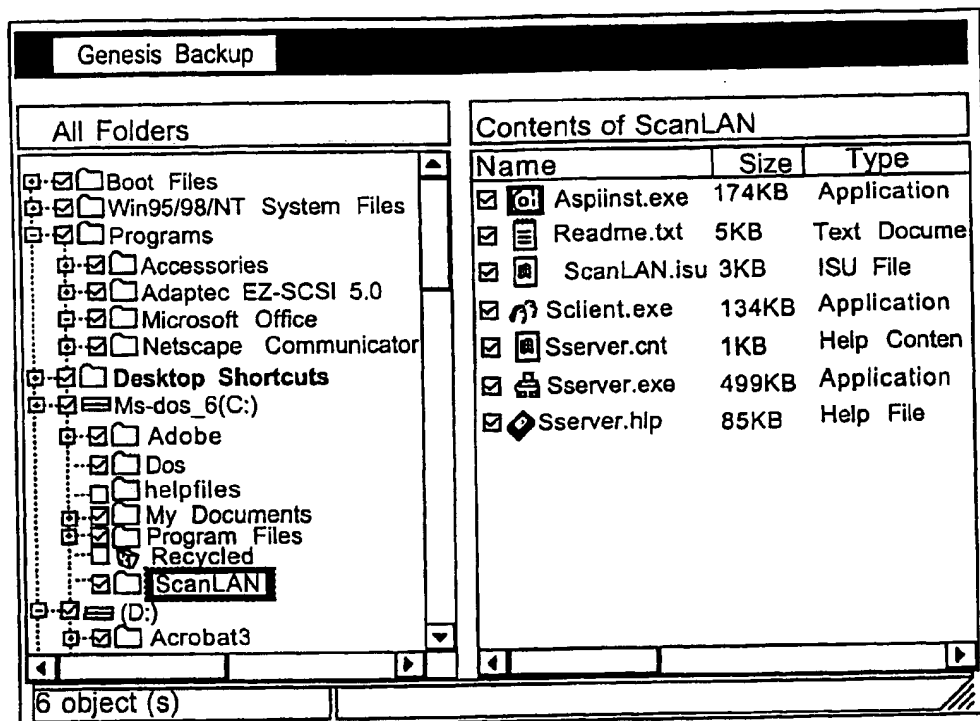 Genesis Backup
All Folders
Boot Files
Win95/98/NT System Files
Programs
Accessories
Adaptec EZ-SCSI 5.0
Microsoft Office
Netscape Communicator
Desktop Shortcuts
Ms-dos_6(C:)
Adobe
Dos
helpfiles
My Documents
Program Files
Recycled
ScanLAN
(D:)
Acrobat3
Contents of ScanLAN
Name Size Type
Aspiinst.exe 174KB Application
Readme.txt 5KB Text Docume
ScanLAN.isu 3KB ISU File
Sclient.exe 134KB Application
Sserver.cnt 1KB Help Conten
Sserver.exe 499KB Application
Sserver.hlp 85KB Help File
6 object (s)